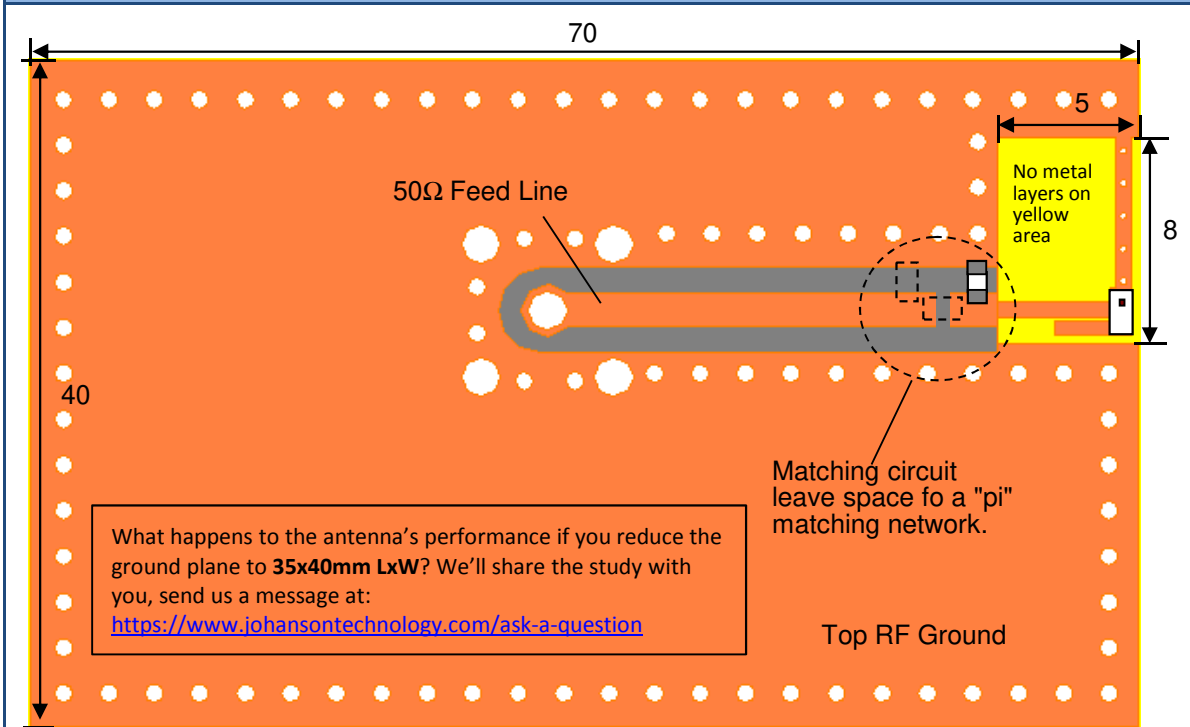 70
5
No metal
layers on
yellow
area
8
50Ω Feed Line
40
Matching circuit
leave space fo a "pi"
matching network.
What happens to the antenna’s performance if you reduce the
ground plane to 35x40mm LxW? We’ll share the study with
you, send us a message at:
https://www.johansontechnology.com/ask-a-question
Top RF Ground